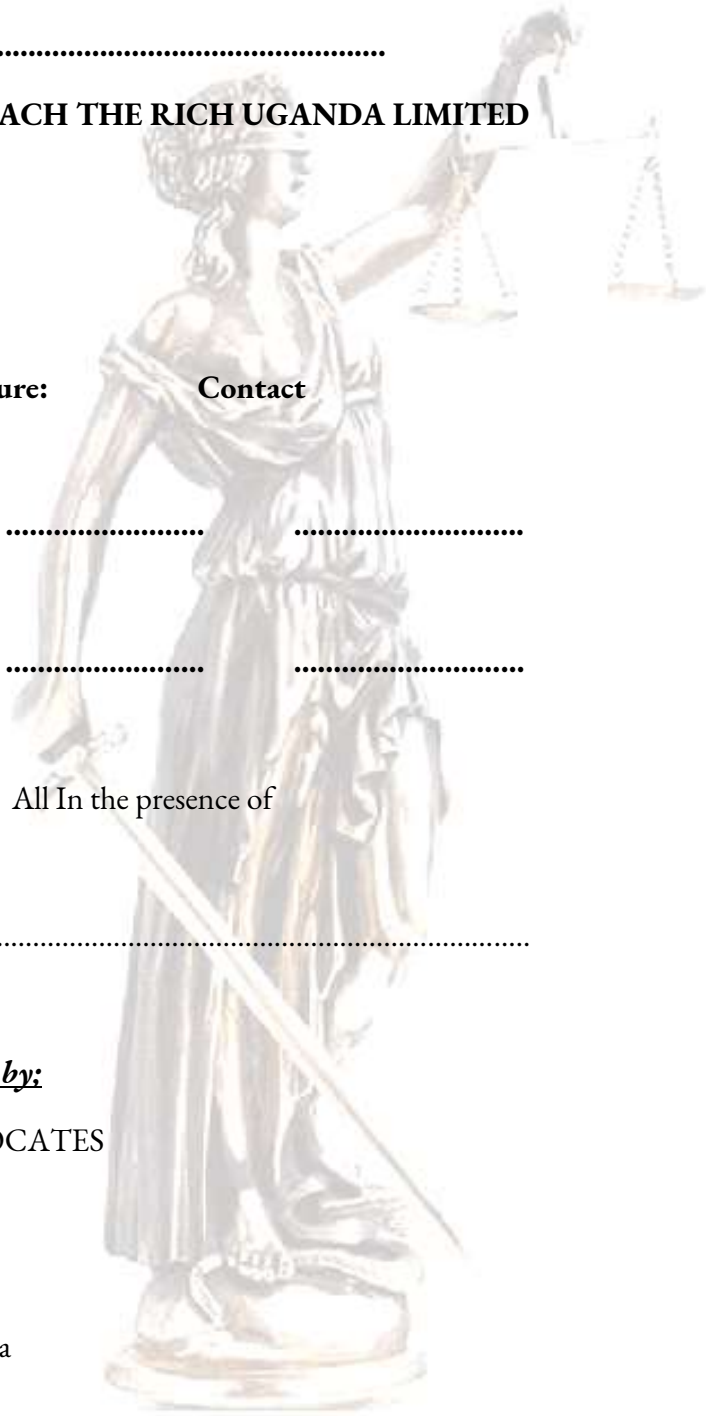 ................................................
ACH THE RICH UGANDA LIMITED
ure: Contact
......................... .............................
......................... .............................
All In the presence of
....................................................................................
by;
OCATES
a